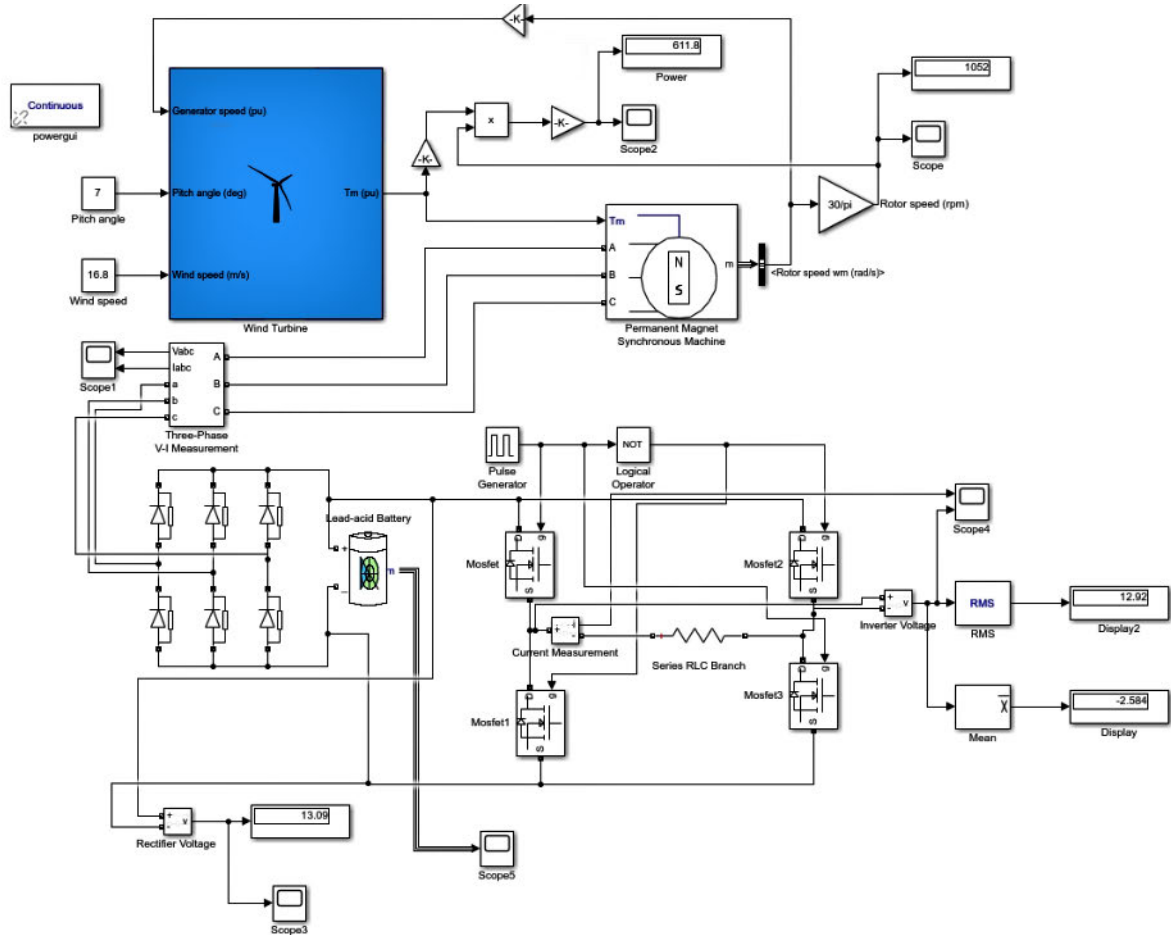 -K-
611.8
Power
1052
Continuous
powergui
Generator speed (pu)
x
-K-
Scope2
Scope
-K-
7
Pitch angle (deg)
Tm (pu)
Pitch angle
30/pi
Rotor speed (rpm)
Tm
A
N
m
B
S
<Rotor speed wm (rad/s)>
16.8
Wind speed (m/s)
Wind speed
C
Wind Turbine
Permanent Magnet
Synchronous Machine
Vabc
A
Iabc
Scope1
a
B
b
c
C
Three-Phase
V-I Measurement
Pulse
Generator
NOT
Logical
Operator
Scope4
Lead-acid Battery
+
_
m
D
g
S
Mosfet
D
g
S
Mosfet2
+
-
v
Inverter Voltage
RMS
RMS
12.92
Display2
+
-
i
Current Measurement
Series RLC Branch
D
g
S
Mosfet1
D
g
S
Mosfet3
Mean
-2.584
Display
+
-
v
Rectifier Voltage
13.09
Scope5
Scope3